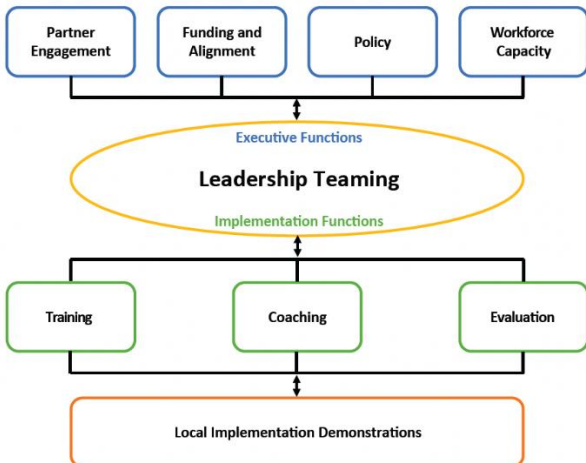 Partner
Engagement
Funding and
Alignment
Policy
Workforce
Capacity
Executive Functions
Leadership Teaming
Implementation Functions
Training
Coaching
Evaluation
Local Implementation Demonstrations